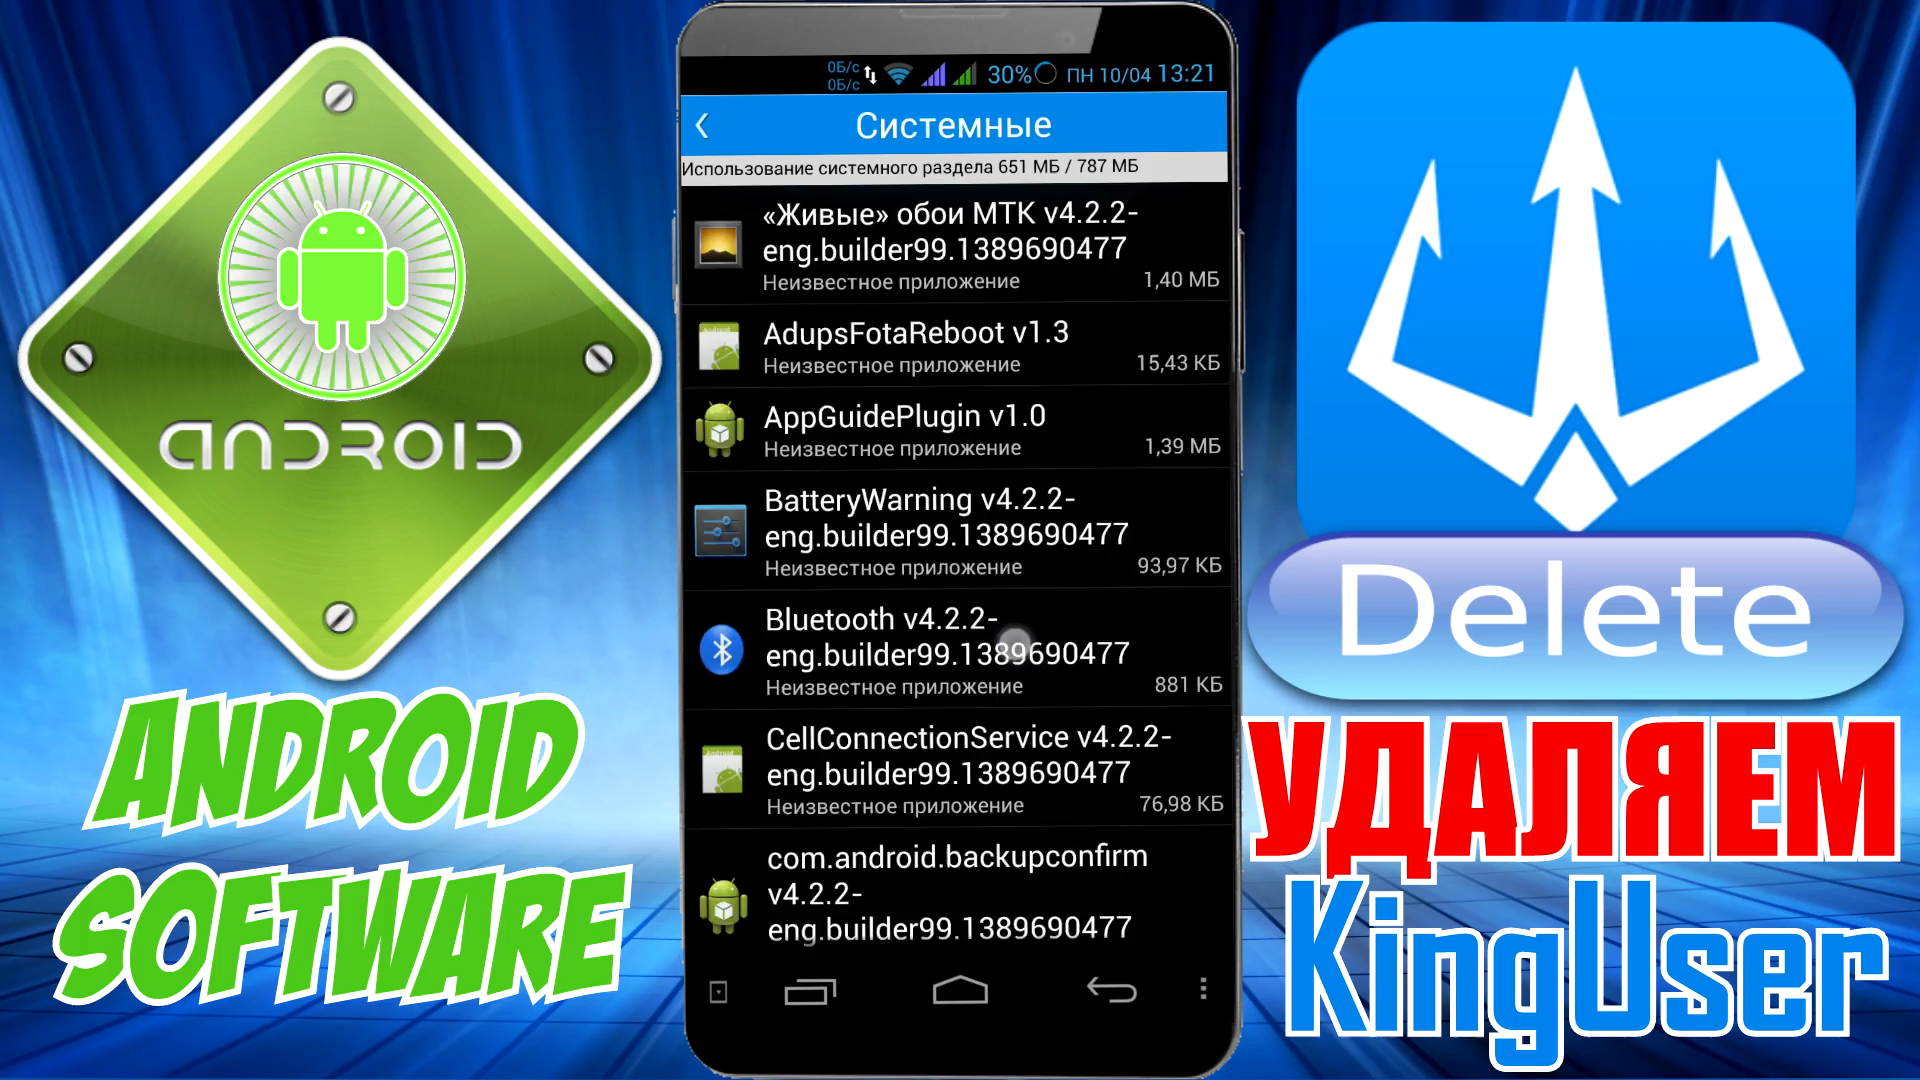 ANDROID
ANDROID
SOFTWARE
0Б/с
0Б/с
30%
ПН 10/04 13:21
Системные
Использование системного раздела 651 МБ / 787 МБ
«Живые» обои МТК v4.2.2-
eng.builder99.1389690477
Неизвестное приложение 1,40 МБ
AdupsFotaReboot v1.3
Неизвестное приложение 15,43 КБ
AppGuidePlugin v1.0
Неизвестное приложение 1,39 МБ
BatteryWarning v4.2.2-
eng.builder99.1389690477
Неизвестное приложение 93,97 КБ
Bluetooth v4.2.2-
eng.builder99.1389690477
Неизвестное приложение 881 КБ
CellConnectionService v4.2.2-
eng.builder99.1389690477
Неизвестное приложение 76,98 КБ
com.android.backupconfirm
v4.2.2-
eng.builder99.1389690477
Delete
УДАЛЯЕМ
KingUser